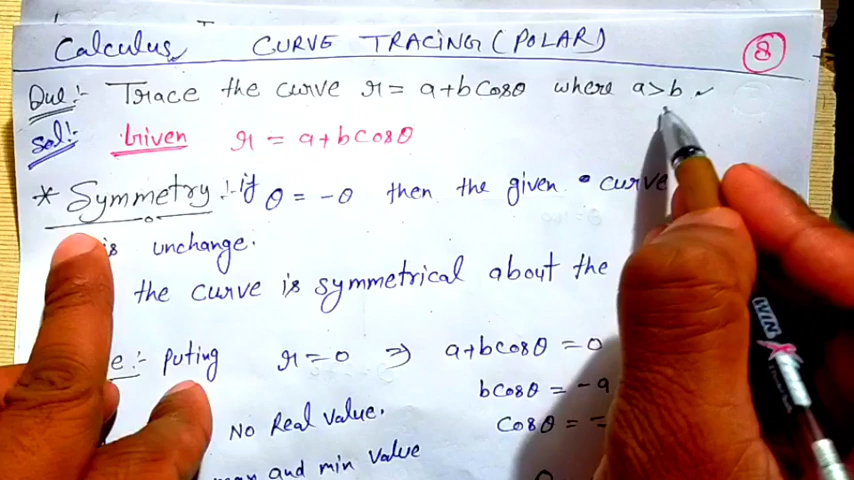 Calculus CURVE TRACING (POLAR) 8
Que:- Trace the curve r = a+b Cosθ where a>b
Sol:- Given r = a+bcosθ
* Symmetry :- if θ = -θ then the given curve
is unchange.
the curve is symmetrical about the
puting r=0 ⇒ a+bcosθ = 0
bcosθ = -a
No Real value. Cosθ =
and min Value